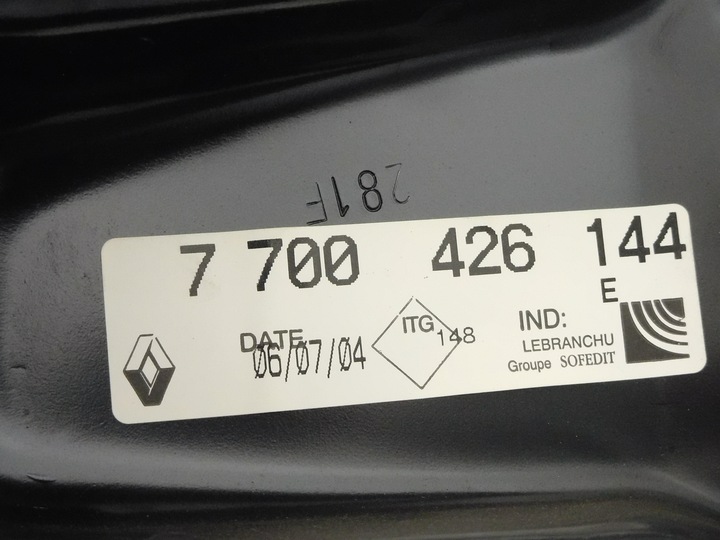 281F
7 700 426 144
E
DATE
06/07/04
ITG
148
IND:
LEBRANCHU
Groupe SOFEDIT